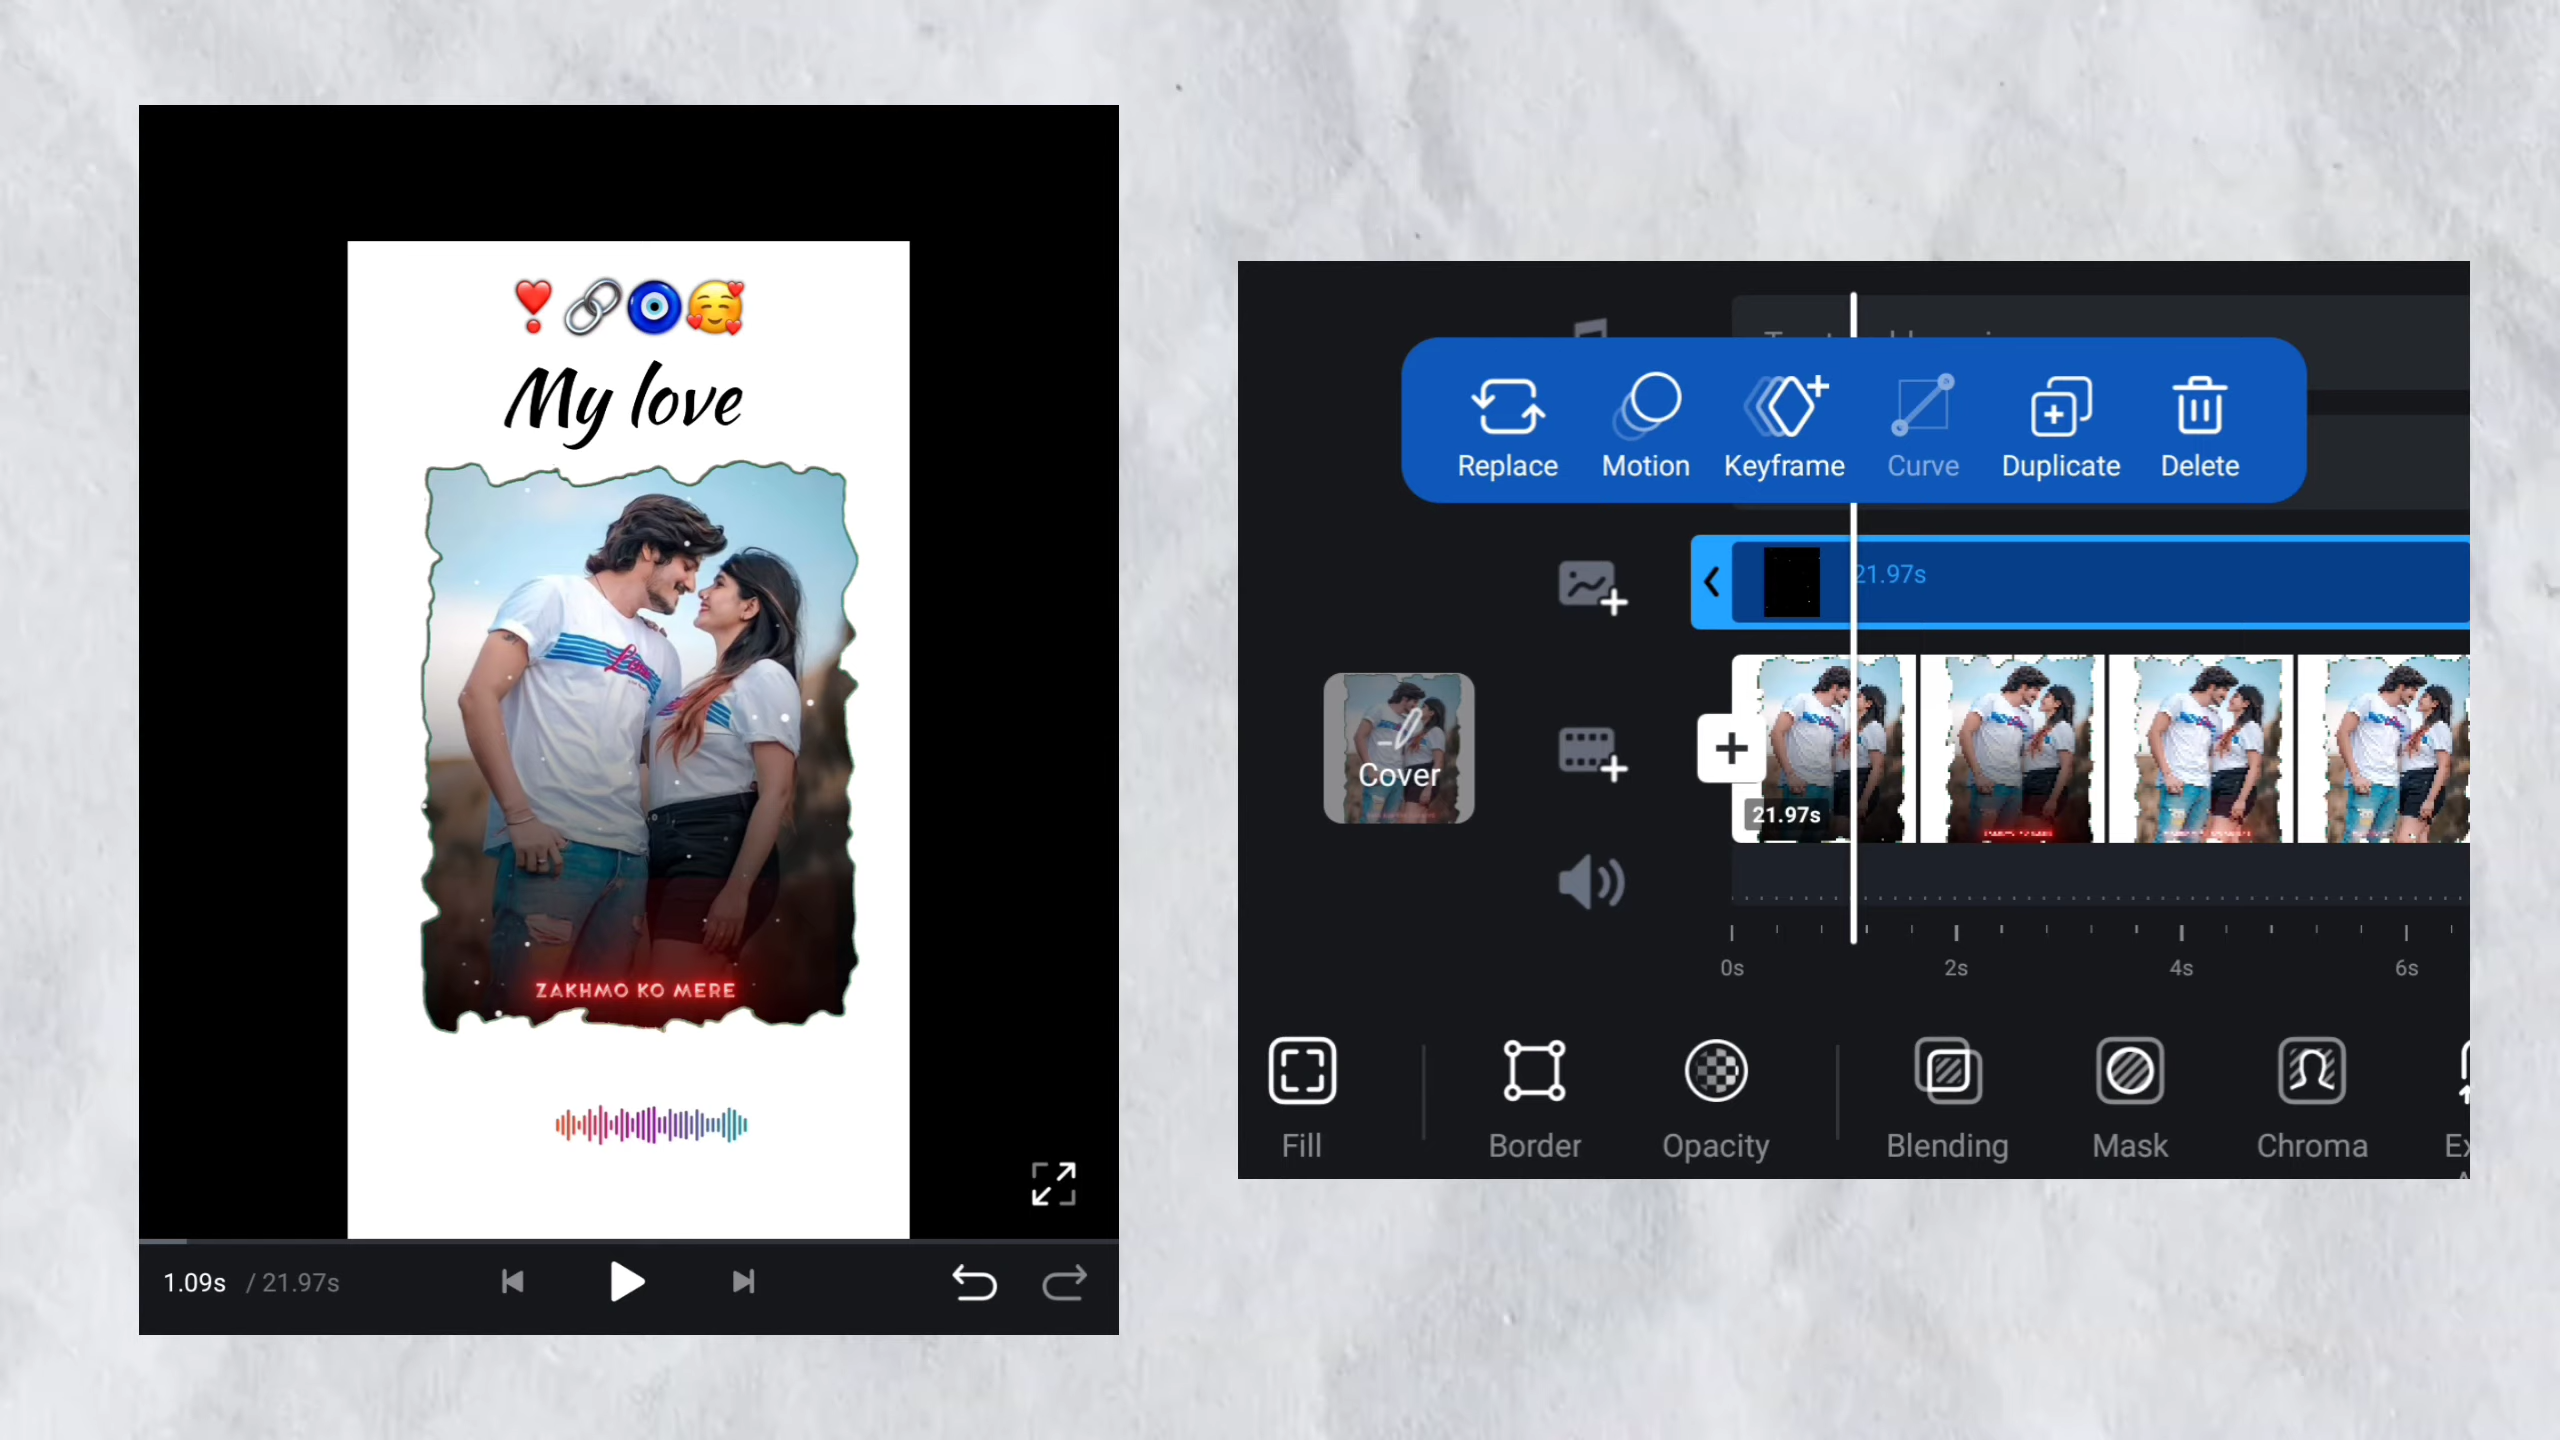 My love
ZAKHMO KO MERE
1.09s / 21.97s
Replace Motion Keyframe Curve Duplicate Delete
21.97s
Cover
21.97s
0s 2s 4s 6s
Fill Border Opacity Blending Mask Chroma